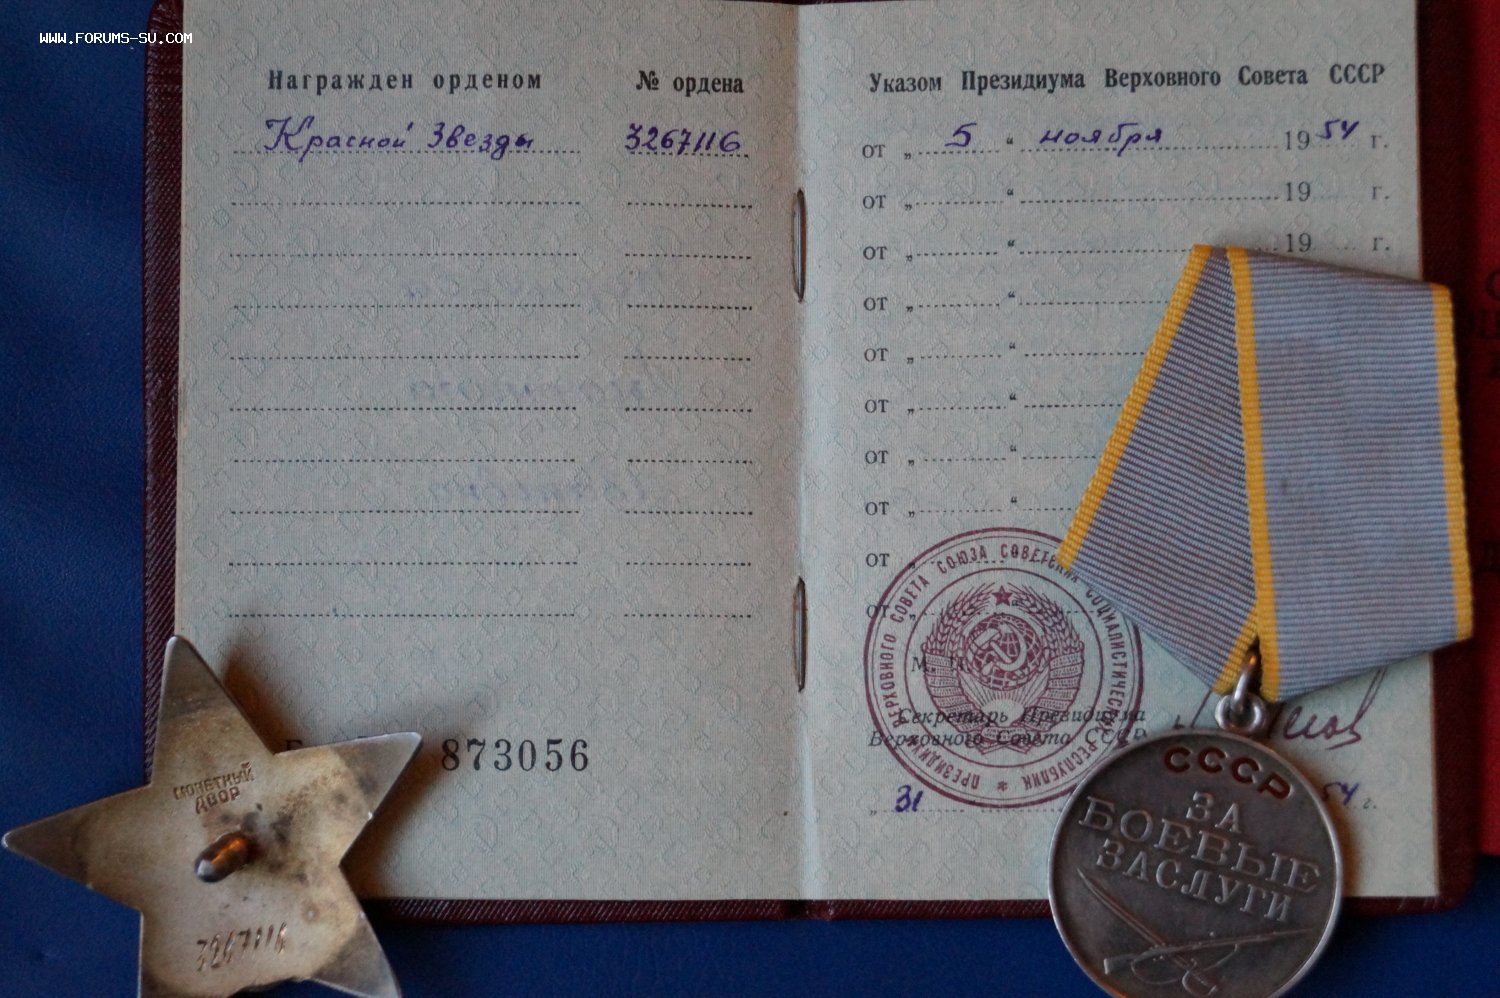 www.forums-su.com
Награжден орденом № ордена
Красной Звезды 3267116
Указом Президиума Верховного Совета СССР
от „ 5 “ ноября 1954 г.
от „ “ 19 г.
от „ “ 19 г.
от „ “
от „ “
от „ “
от „ “
от „ “
от „
от „
М.
ПРЕЗИДИУМ ВЕРХОВНОГО СОВЕТА СОЮЗА СОВЕТСКИХ СОЦИАЛИСТИЧЕСКИХ РЕСПУБЛИК
Секретарь Президиума
Верховного Совета СССР
„ 31 54 г.
873056
МОНЕТНЫЙ
ДВОР
3267116
СССР
ЗА
БОЕВЫЕ
ЗАСЛУГИ